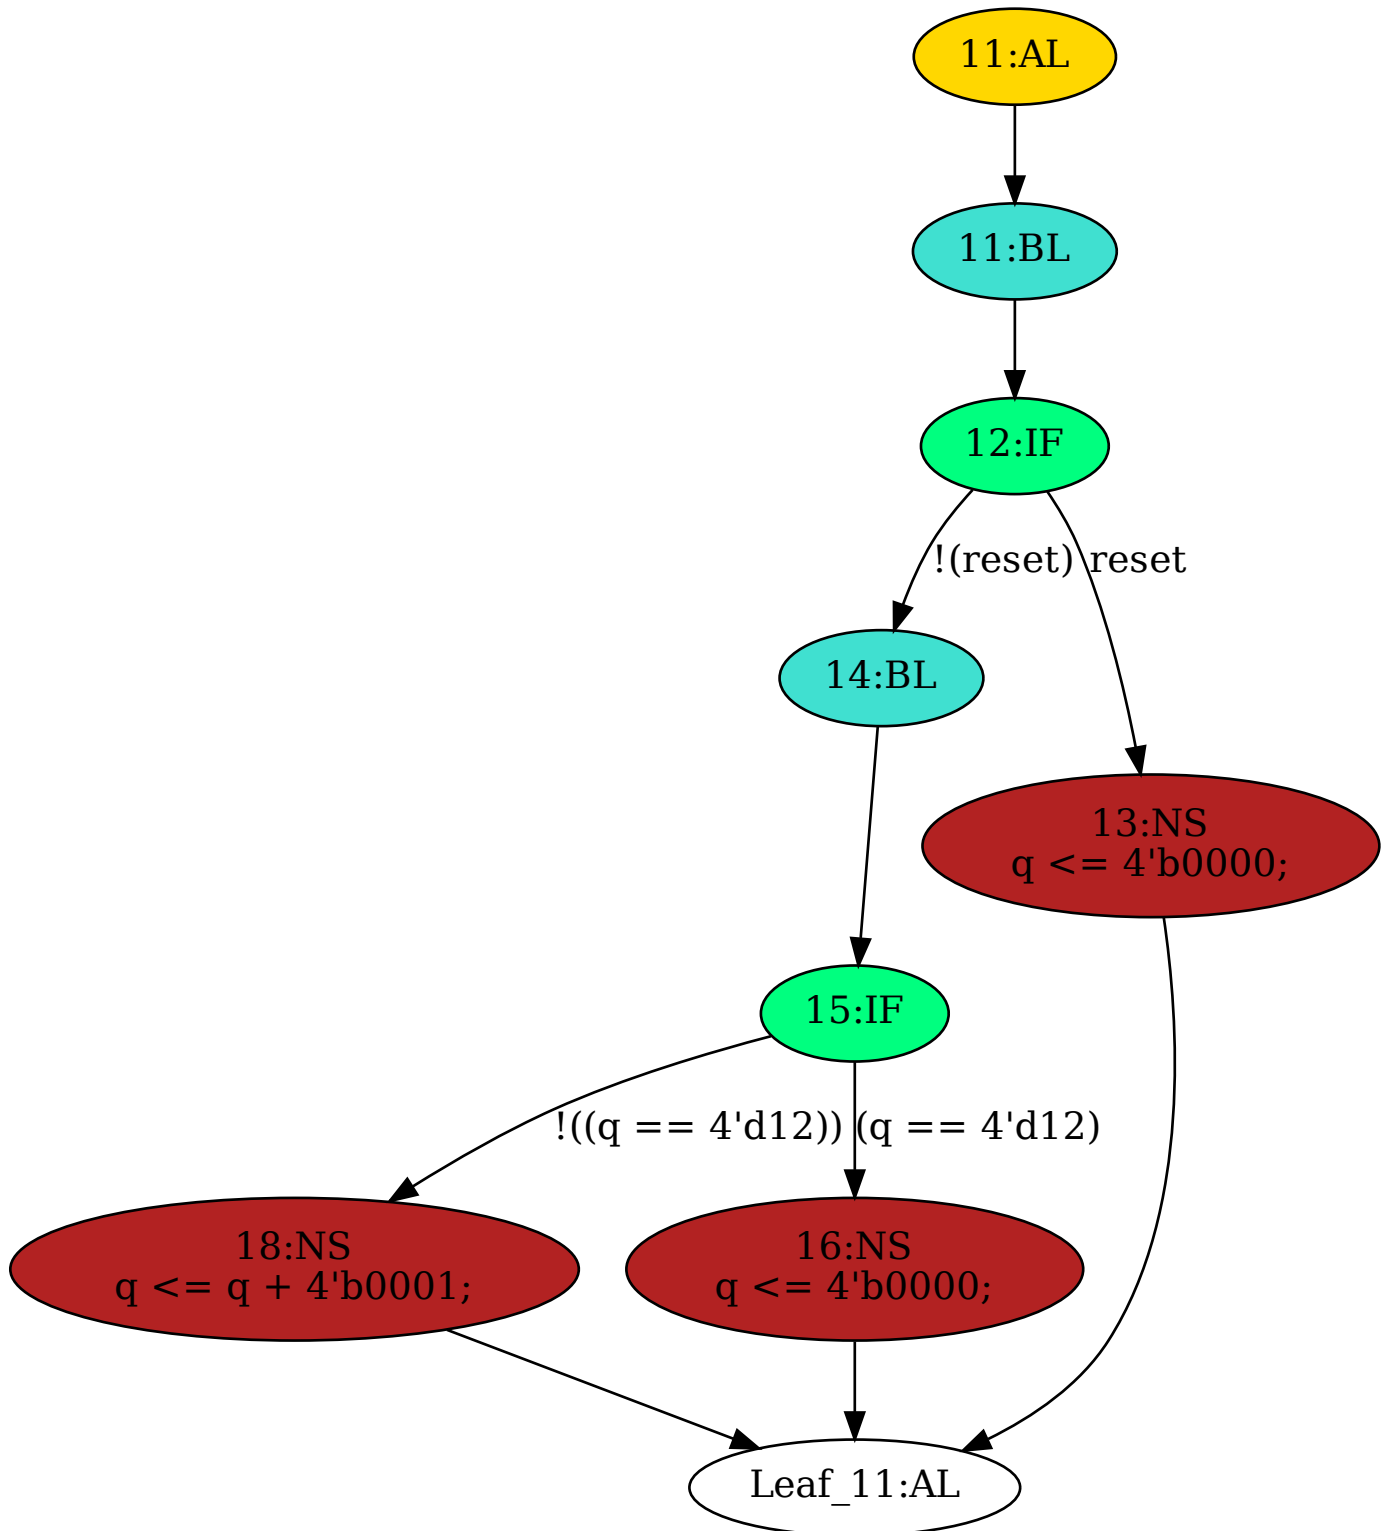 11:AL
11:BL
12:IF
!(reset)
reset
14:BL
13:NS
q <= 4'b0000;
15:IF
!((q == 4'd12))
(q == 4'd12)
18:NS
q <= q + 4'b0001;
16:NS
q <= 4'b0000;
Leaf_11:AL